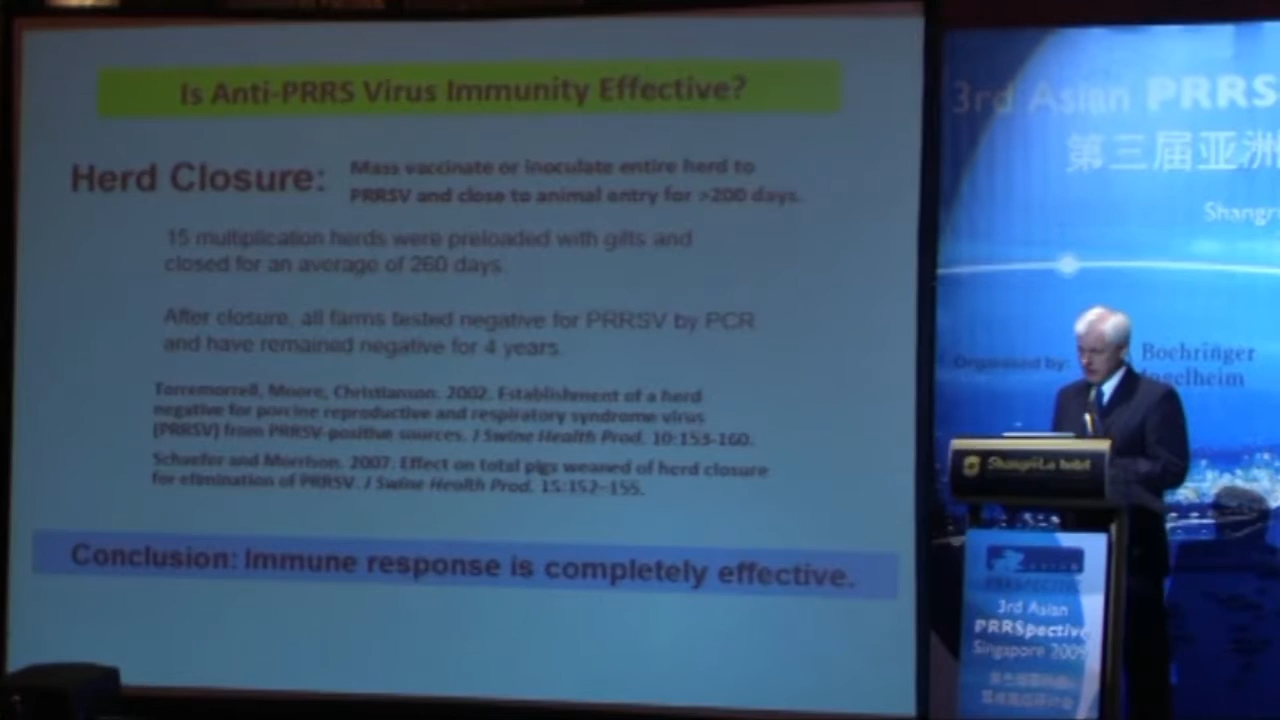 Is Anti-PRRS Virus Immunity Effective?
Herd Closure:
Mass vaccinate or inoculate entire herd to
PRRSV and close to animal entry for >200 days.
15 multiplication herds were preloaded with gilts and
closed for an average of 260 days.
After closure, all farms tested negative for PRRSV by PCR
and have remained negative for 4 years.
Torremorrell, Moore, Christianson. 2002. Establishment of a herd
negative for porcine reproductive and respiratory syndrome virus
(PRRSV) from PRRSV-positive sources. J Swine Health Prod. 10:153-160.
Schaefer and Morrison. 2007. Effect on total pigs weaned of herd closure
for elimination of PRRSV. J Swine Health Prod. 15:152-155.
Conclusion: Immune response is completely effective.
3rd Asian PRRS
第三届亚洲
Shangr
Organised by:
Boehringer
Ingelheim
Shangri-La hotel
3rd Asian
PRRSpective
Singapore 2009